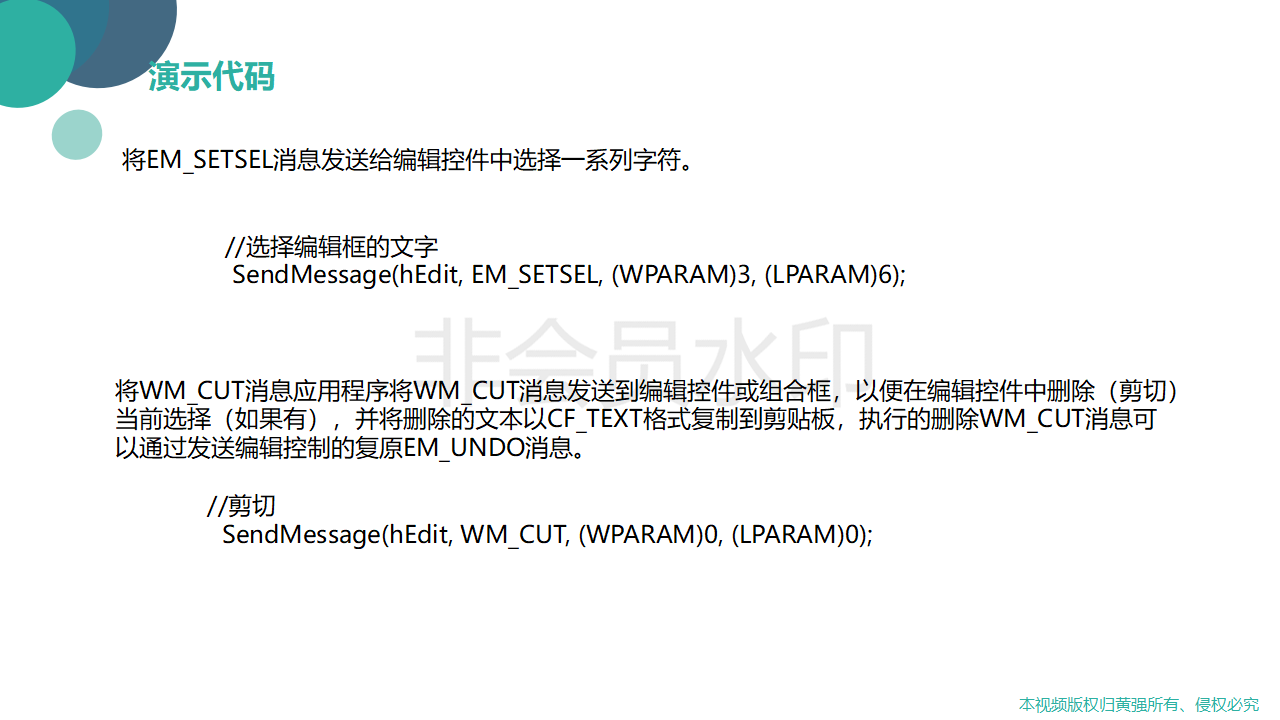 演示代码
将EM_SETSEL消息发送给编辑控件中选择一系列字符。
//选择编辑框的文字
SendMessage(hEdit, EM_SETSEL, (WPARAM)3, (LPARAM)6);
非会员水印
将WM_CUT消息应用程序将WM_CUT消息发送到编辑控件或组合框，以便在编辑控件中删除（剪切）
当前选择（如果有），并将删除的文本以CF_TEXT格式复制到剪贴板，执行的删除WM_CUT消息可
以通过发送编辑控制的复原EM_UNDO消息。
//剪切
SendMessage(hEdit, WM_CUT, (WPARAM)0, (LPARAM)0);
本视频版权归黄强所有、侵权必究